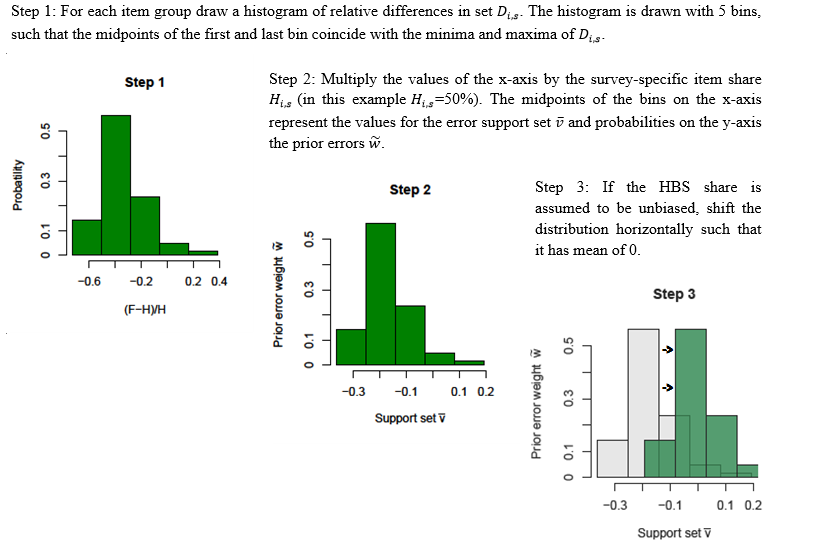 Step 1: For each item group draw a histogram of relative differences in set Di,s. The histogram is drawn with 5 bins,
such that the midpoints of the first and last bin coincide with the minima and maxima of Di,s.
Step 1
Probatility
0 0.1 0.3 0.5
-0.6 -0.2 0.2 0.4
(F-H)/H
Step 2: Multiply the values of the x-axis by the survey-specific item share
Hi,s (in this example Hi,s=50%). The midpoints of the bins on the x-axis
represent the values for the error support set v̄ and probabilities on the y-axis
the prior errors w̃.
Step 2
Prior error weight w̃
0 0.1 0.3 0.5
-0.3 -0.1 0.1 0.2
Support set v̄
Step 3: If the HBS share is
assumed to be unbiased, shift the
distribution horizontally such that
it has mean of 0.
Step 3
Prior error weight w̃
0 0.1 0.3 0.5
-0.3 -0.1 0.1 0.2
Support set v̄